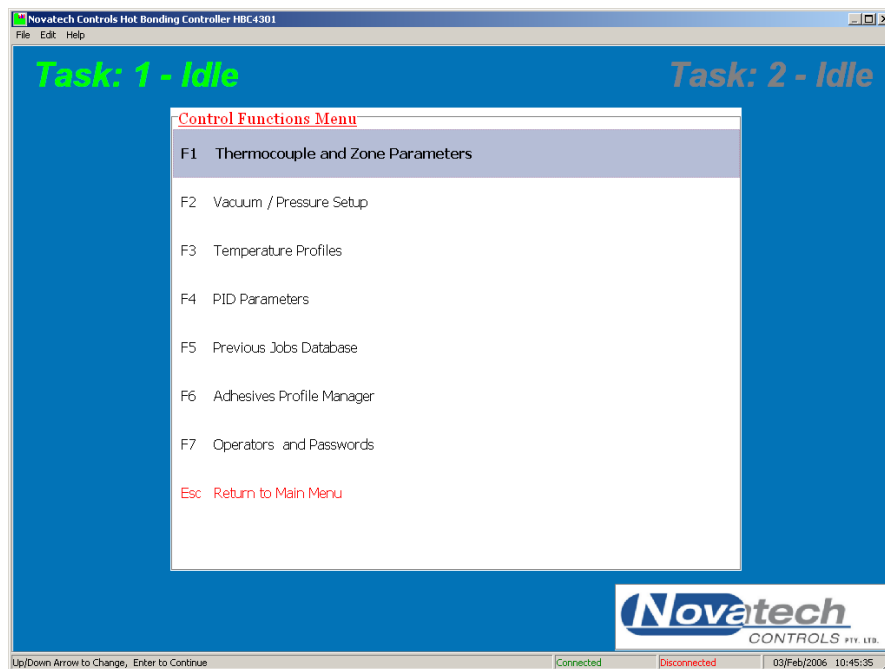 Novatech Controls Hot Bonding Controller HBC4301
File Edit Help
Task: 1 - Idle
Task: 2 - Idle
Control Functions Menu
F1 Thermocouple and Zone Parameters
F2 Vacuum / Pressure Setup
F3 Temperature Profiles
F4 PID Parameters
F5 Previous Jobs Database
F6 Adhesives Profile Manager
F7 Operators and Passwords
Esc Return to Main Menu
Novatech
CONTROLS PTY. LTD.
Up/Down Arrow to Change, Enter to Continue
Connected
Disconnected
03/Feb/2006 10:45:35